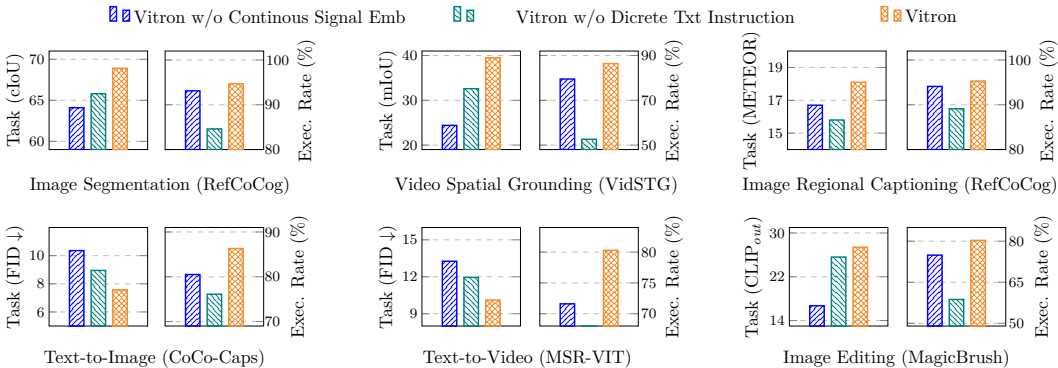 Vitron w/o Continous Signal Emb Vitron w/o Dicrete Txt Instruction Vitron
Task (cIoU)
70
65
60
100
90
80
Exec. Rate (%)
Image Segmentation (RefCoCog)
Task (mIoU)
40
30
20
90
70
50
Exec. Rate (%)
Video Spatial Grounding (VidSTG)
Task (METEOR)
19
17
15
100
90
80
Exec. Rate (%)
Image Regional Captioning (RefCoCog)
Task (FID ↓)
10
8
6
90
80
70
Exec. Rate (%)
Text-to-Image (CoCo-Caps)
Task (FID ↓)
15
12
9
80
75
70
Exec. Rate (%)
Text-to-Video (MSR-VIT)
Task (CLIPout)
30
22
14
80
65
50
Exec. Rate (%)
Image Editing (MagicBrush)